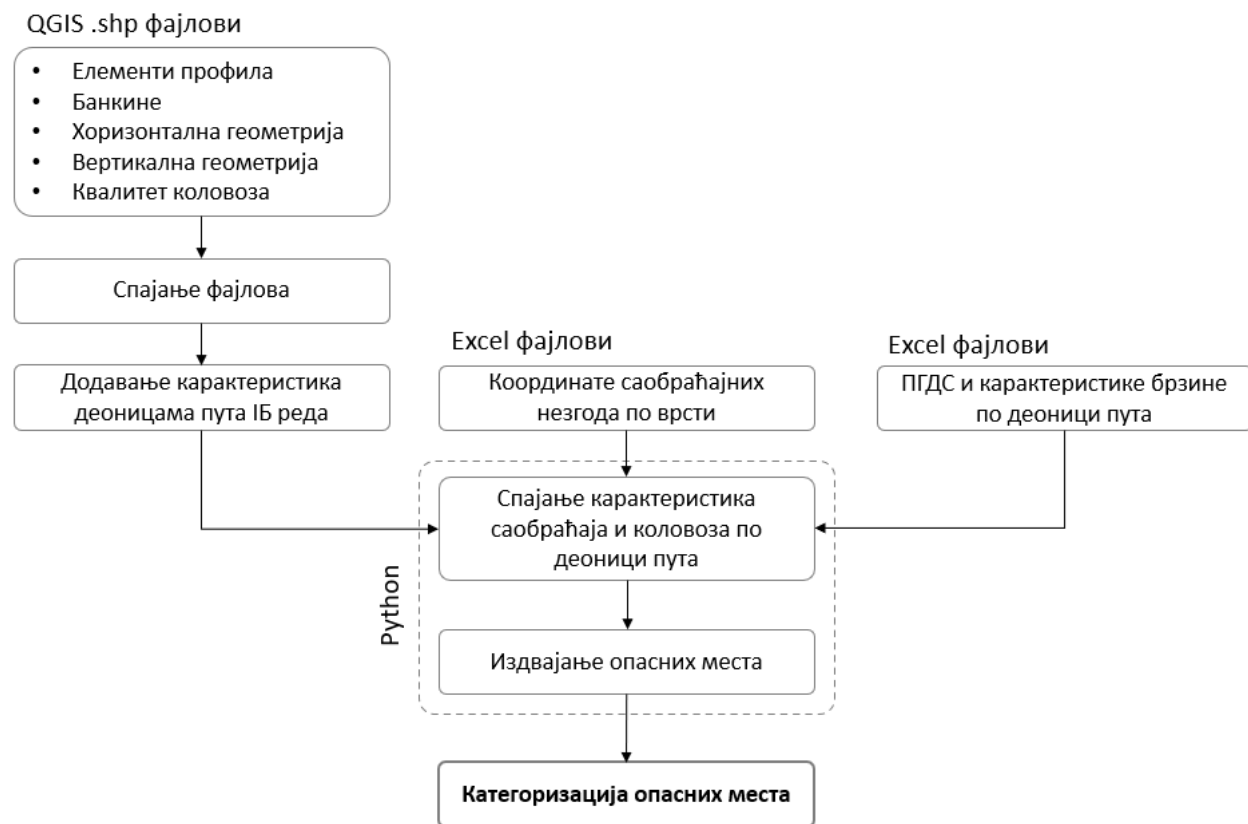 QGIS .shp фајлови
• Елементи профила
• Банкине
• Хоризонтална геометрија
• Вертикална геометрија
• Квалитет коловоза
Спајање фајлова
Додавање карактеристика
деоницама пута IБ реда
Excel фајлови
Координате саобраћајних
незгода по врсти
Excel фајлови
ПГДС и карактеристике брзине
по деоници пута
Python
Спајање карактеристика
саобраћаја и коловоза по
деоници пута
Издвајање опасних места
Категоризација опасних места